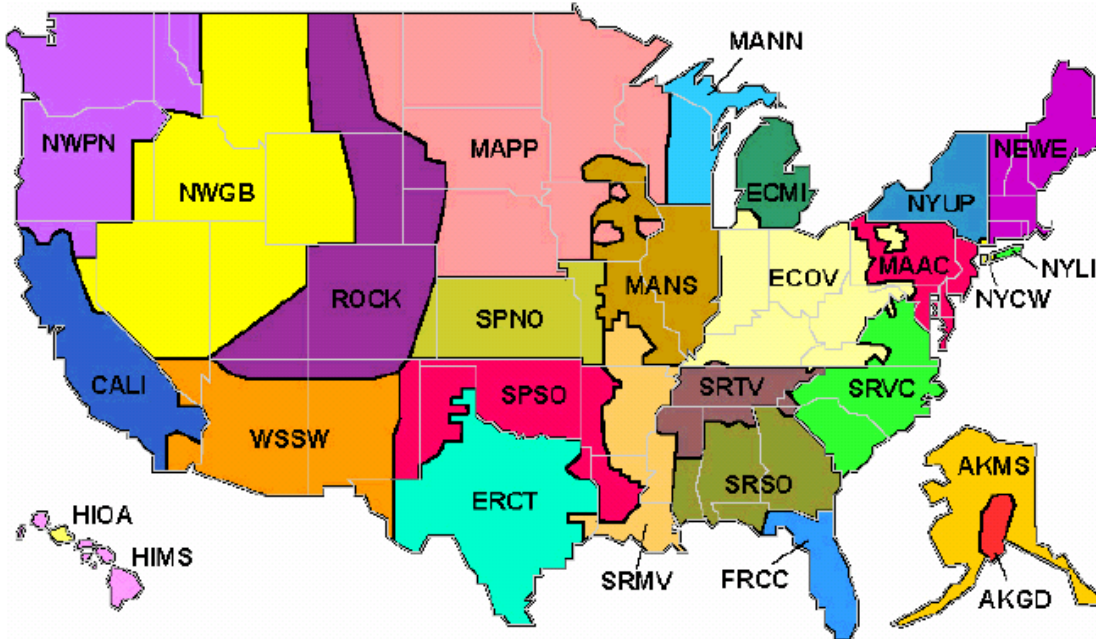 MANN
NWPN
MAPP
NEWE
NWGB
ECMI
NYUP
MAAC
NYLI
ROCK
MANS
ECOV
NYCW
SPNO
CALI
SPSO
SRTV
SRVC
WSSW
AKMS
ERCT
SRSO
HIOA
HIMS
SRMV
FRCC
AKGD